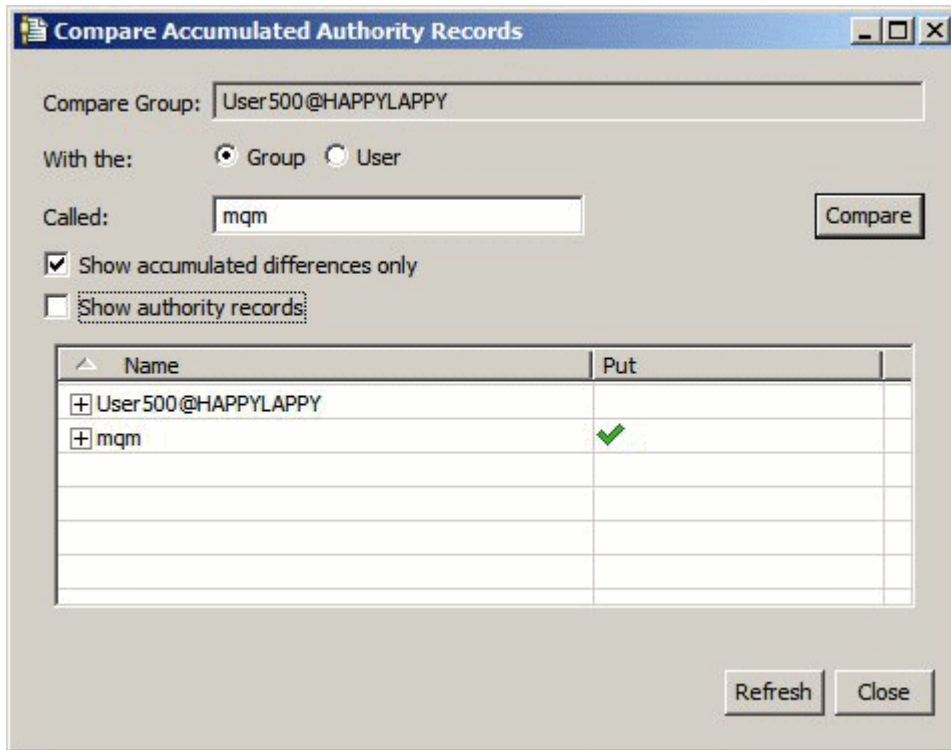 Compare Accumulated Authority Records
Compare Group: User500@HAPPYLAPPY
With the: Group User
Called: mqm Compare
Show accumulated differences only
Show authority records
Name Put
User500@HAPPYLAPPY
mqm
Refresh Close